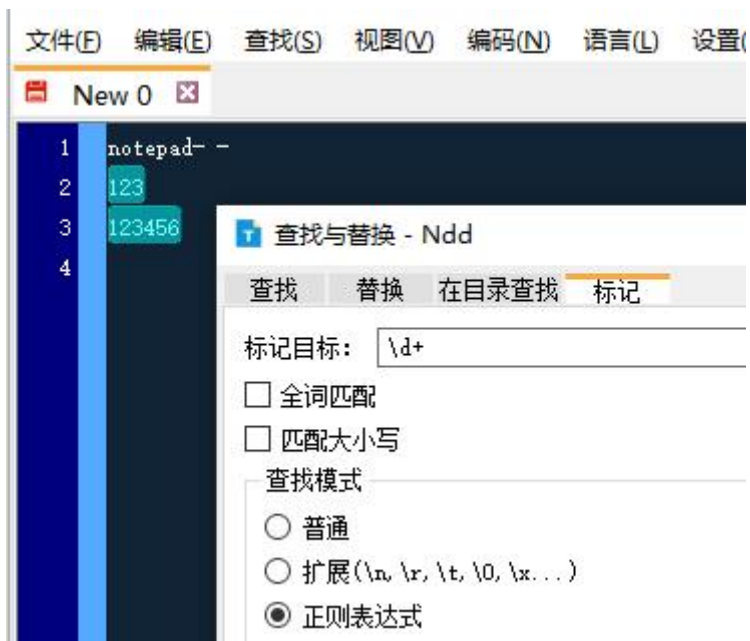 文件(F) 编辑(E) 查找(S) 视图(V) 编码(N) 语言(L) 设置(
New 0
1 notepad- -
2 123
3 123456
4
查找与替换 - Ndd
查找 替换 在目录查找 标记
标记目标: \d+
全词匹配
匹配大小写
查找模式
普通
扩展(\n,\r,\t,\0,\x...)
正则表达式